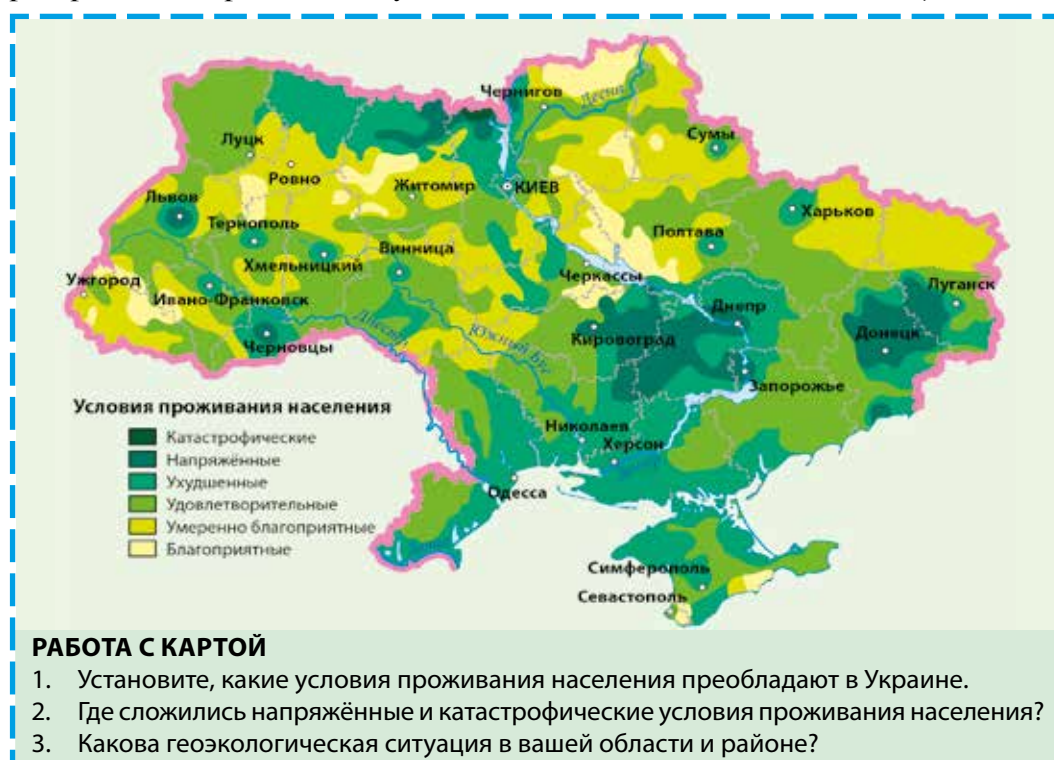 Чернигов
Десна
Сумы
Луцк
Ровно
Житомир
КИЕВ
Львов
Харьков
Тернополь
Полтава
Хмельницкий
Винница
Ужгород
Черкассы
Луганск
Ивано-Франковск
Днепр
Днестр
Южный Буг
Кировоград
Донецк
Черновцы
Запорожье
Условия проживания населения
Николаев
Катастрофические
Херсон
Напряжённые
Ухудшенные
Одесса
Удовлетворительные
Умеренно благоприятные
Благоприятные
Симферополь
Севастополь
РАБОТА С КАРТОЙ
1. Установите, какие условия проживания населения преобладают в Украине.
2. Где сложились напряжённые и катастрофические условия проживания населения?
3. Какова геоэкологическая ситуация в вашей области и районе?